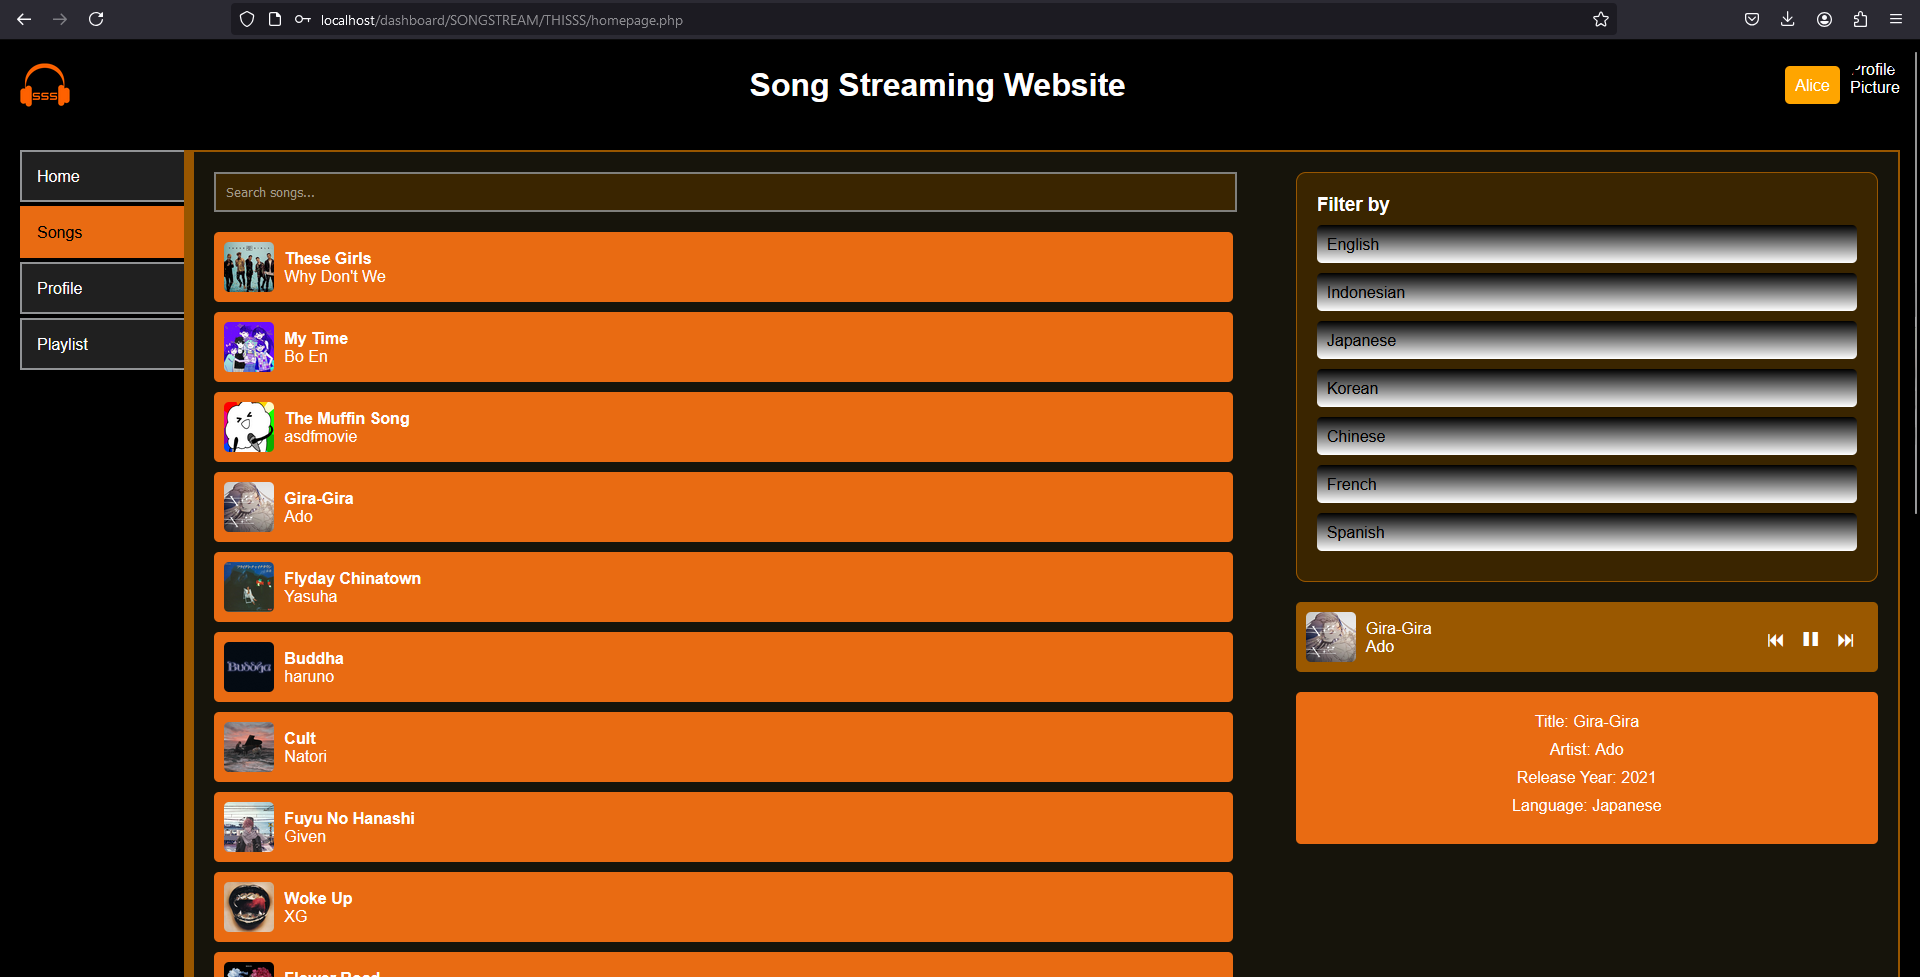 localhost/dashboard/SONGSTREAM/THISSS/homepage.php
SSS
Song Streaming Website
Alice
Profile
Picture
Home
Songs
Profile
Playlist
Search songs...
These Girls
Why Don't We
My Time
Bo En
The Muffin Song
asdfmovie
Gira-Gira
Ado
Flyday Chinatown
Yasuha
Buddha
haruno
Cult
Natori
Fuyu No Hanashi
Given
Woke Up
XG
Flower Road
Filter by
English
Indonesian
Japanese
Korean
Chinese
French
Spanish
Gira-Gira
Ado
Title: Gira-Gira
Artist: Ado
Release Year: 2021
Language: Japanese